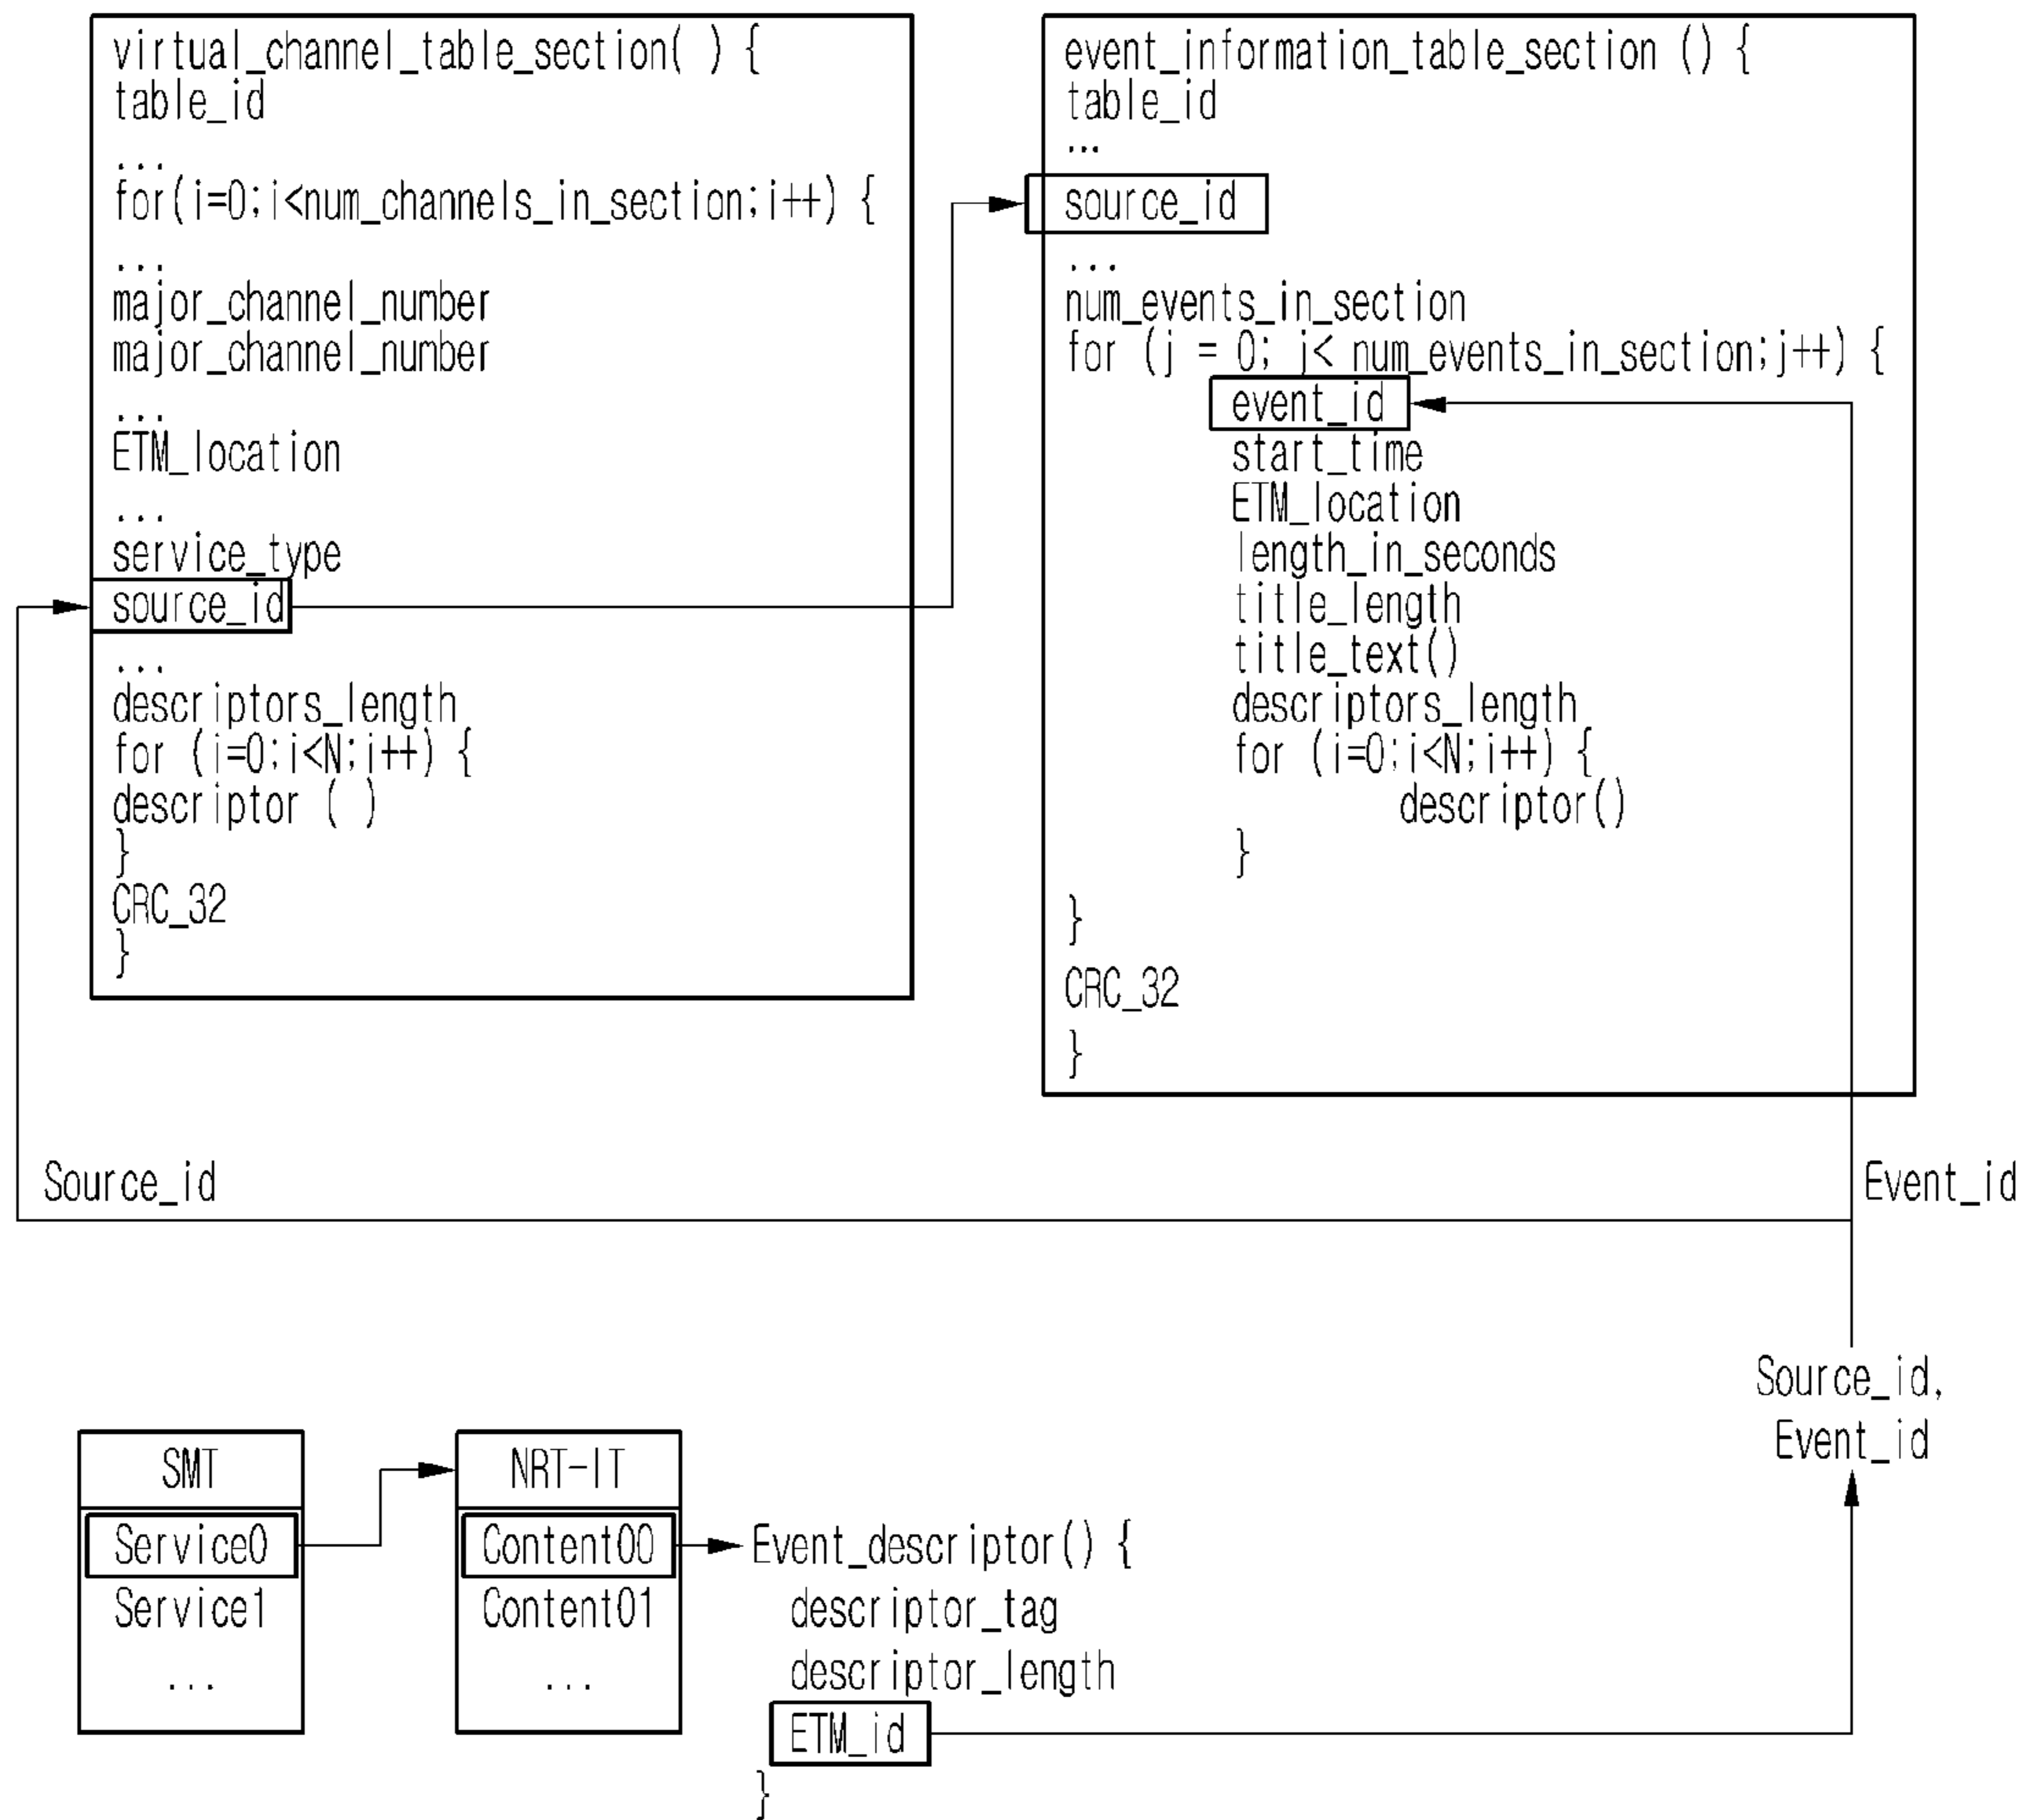 virtual_channel_table_section( ) {
table_id
...
for(i=0;i<num_channels_in_section;i++) {
...
major_channel_number
major_channel_number
...
ETM_location
...
service_type
source_id
...
descriptors_length
for (i=0;i<N;i++) {
descriptor ( )
}
CRC_32
}
event_information_table_section () {
table_id
...
source_id
...
num_events_in_section
for (j = 0; j< num_events_in_section;j++) {
event_id
start_time
ETM_location
length_in_seconds
title_length
title_text()
descriptors_length
for (i=0;i<N;i++) {
descriptor()
}
}
CRC_32
}
Source_id
Event_id
Source_id,
Event_id
SMT
Service0
Service1
...
NRT-IT
Content00
Content01
...
Event_descriptor() {
descriptor_tag
descriptor_length
ETM_id
}